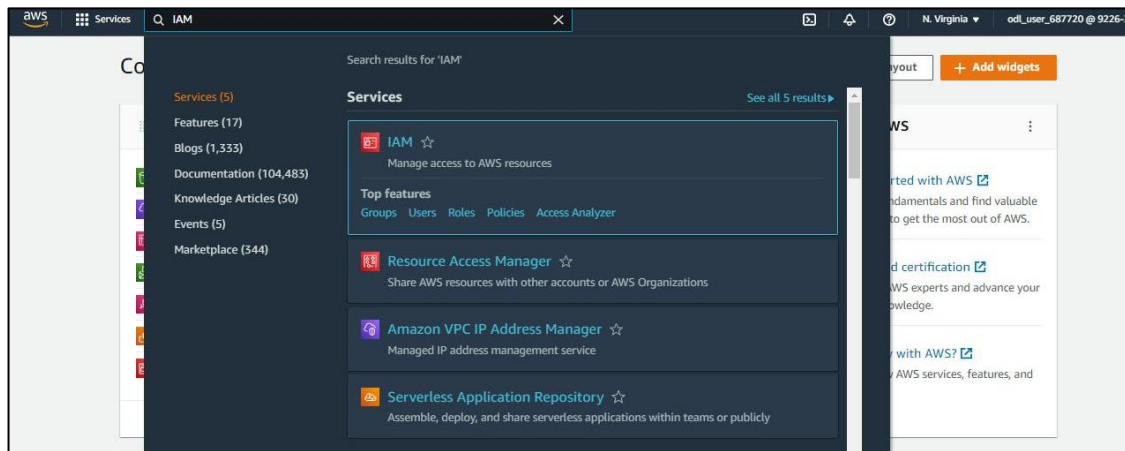 aws
Services
IAM
N. Virginia
odl_user_687720 @ 9226-
Co
Search results for 'IAM'
Services (5)
Features (17)
Blogs (1,333)
Documentation (104,483)
Knowledge Articles (30)
Events (5)
Marketplace (344)
Services
See all 5 results
IAM
Manage access to AWS resources
Top features
Groups Users Roles Policies Access Analyzer
Resource Access Manager
Share AWS resources with other accounts or AWS Organizations
Amazon VPC IP Address Manager
Managed IP address management service
Serverless Application Repository
Assemble, deploy, and share serverless applications within teams or publicly
ayout
+ Add widgets
WS
rted with AWS
ndamentals and find valuable
to get the most out of AWS.
d certification
AWS experts and advance your
owledge.
with AWS?
AWS services, features, and